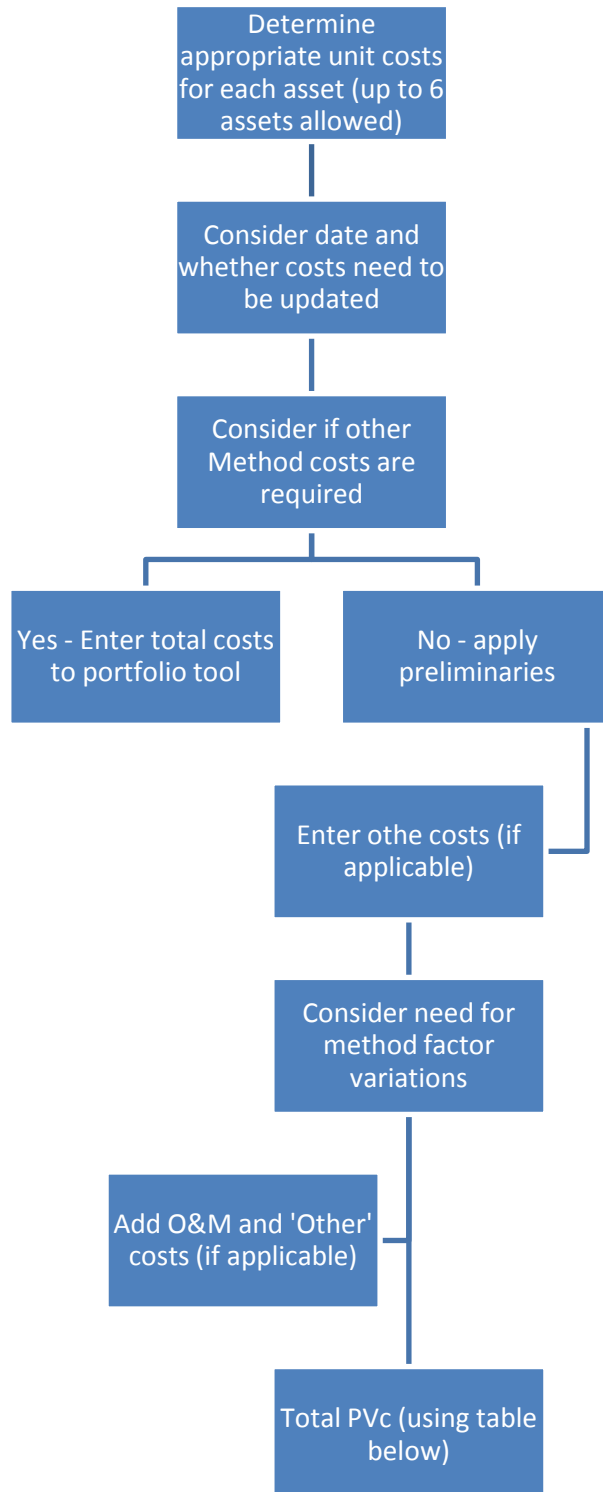 Determine
appropriate unit costs
for each asset (up to 6
assets allowed)
Consider date and
whether costs need to
be updated
Consider if other
Method costs are
required
Yes - Enter total costs
to portfolio tool
No - apply
preliminaries
Enter othe costs (if
applicable)
Consider need for
method factor
variations
Add O&M and 'Other'
costs (if applicable)
Total PVc (using table
below)